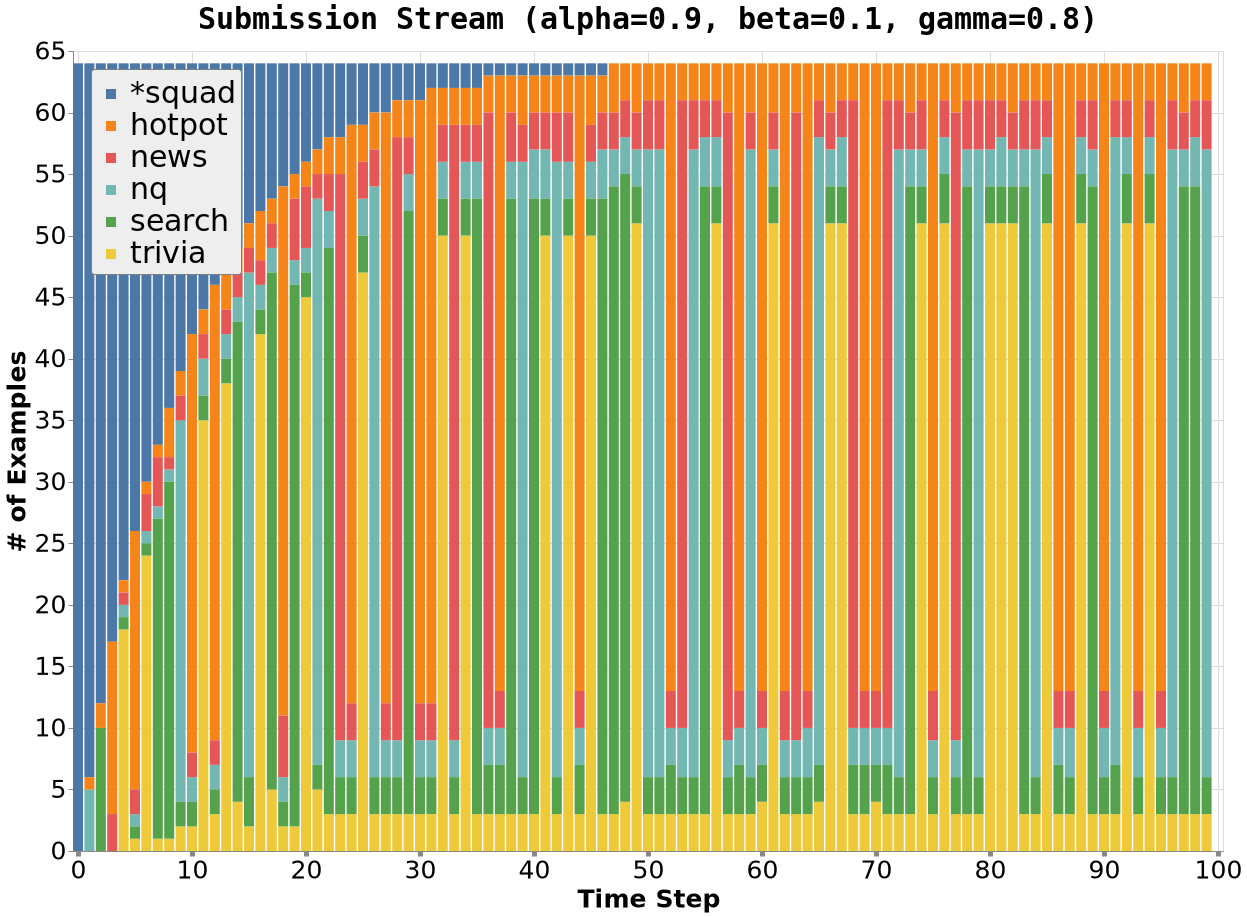 Submission Stream (alpha=0.9, beta=0.1, gamma=0.8)
65
60
55
50
45
40
35
30
25
20
15
10
5
0
# of Examples
*squad
hotpot
news
nq
search
trivia
0 10 20 30 40 50 60 70 80 90 100
Time Step